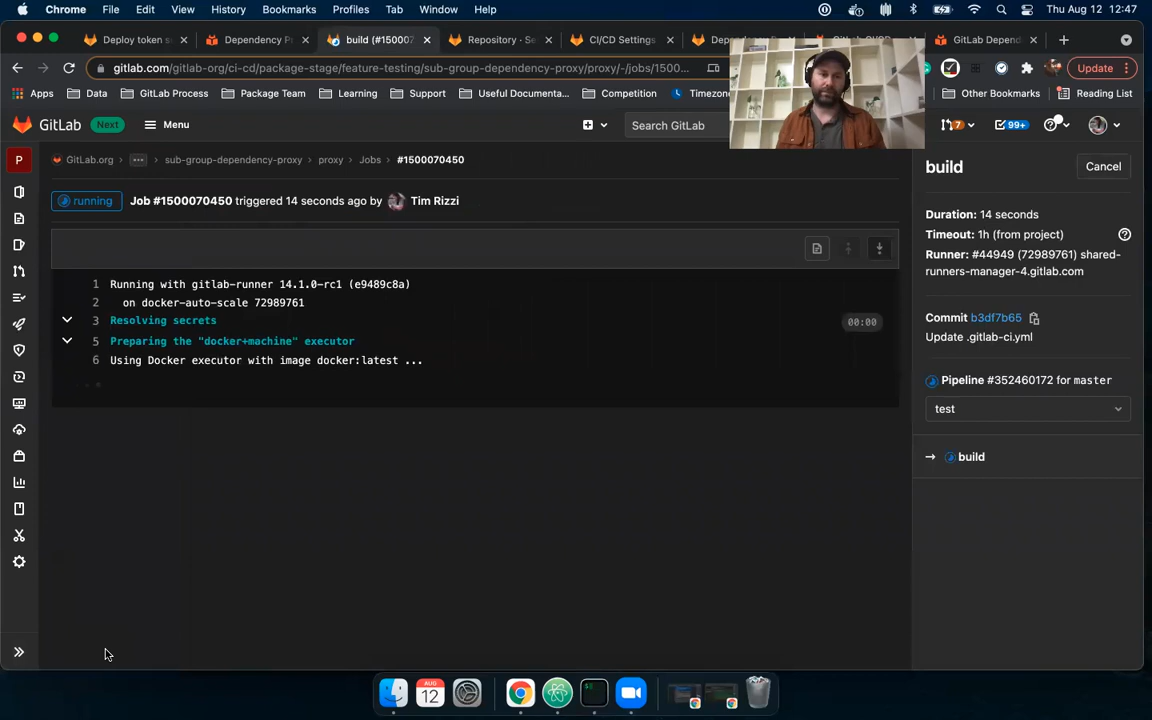 Chrome File Edit View History Bookmarks Profiles Tab Window Help Thu Aug 12 12:47
Deploy token s Dependency P build (#15000 Repository · Se CI/CD Settings GitLab Depend
gitlab.com/gitlab-org/ci-cd/package-stage/feature-testing/sub-group-dependency-proxy/proxy/-/jobs/1500... Update
Apps Data GitLab Process Package Team Learning Support Useful Documenta... Competition Other Bookmarks Reading List
GitLab Next Menu Search GitLab 7 99+
P GitLab.org ... sub-group-dependency-proxy proxy Jobs #1500070450
running Job #1500070450 triggered 14 seconds ago by Tim Rizzi
1 Running with gitlab-runner 14.1.0-rc1 (e9489c8a)
2 on docker-auto-scale 72989761
3 Resolving secrets 00:00
5 Preparing the "docker+machine" executor
6 Using Docker executor with image docker:latest ...
build Cancel
Duration: 14 seconds
Timeout: 1h (from project)
Runner: #44949 (72989761) shared-
runners-manager-4.gitlab.com
Commit b3df7b65
Update .gitlab-ci.yml
Pipeline #352460172 for master
test
→ build
AUG
12